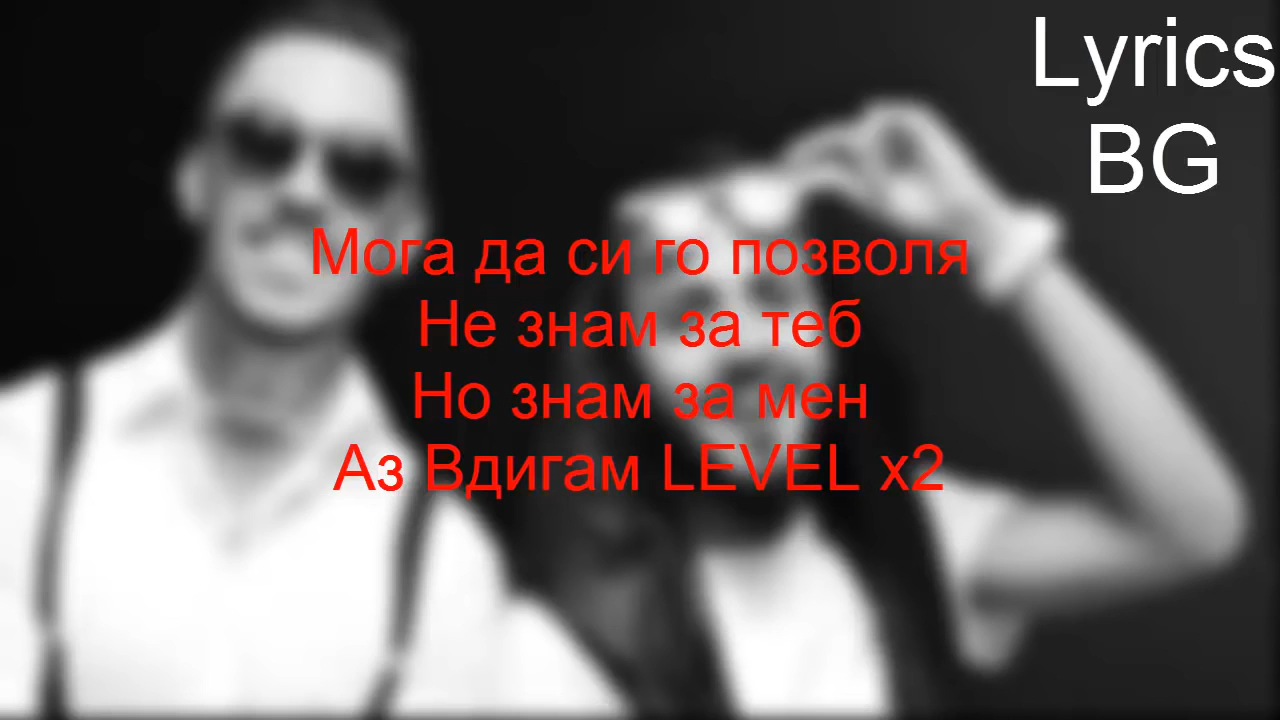 Lyrics
BG
Мога да си го позволя
Не знам за теб
Но знам за мен
Аз Вдигам LEVEL x2